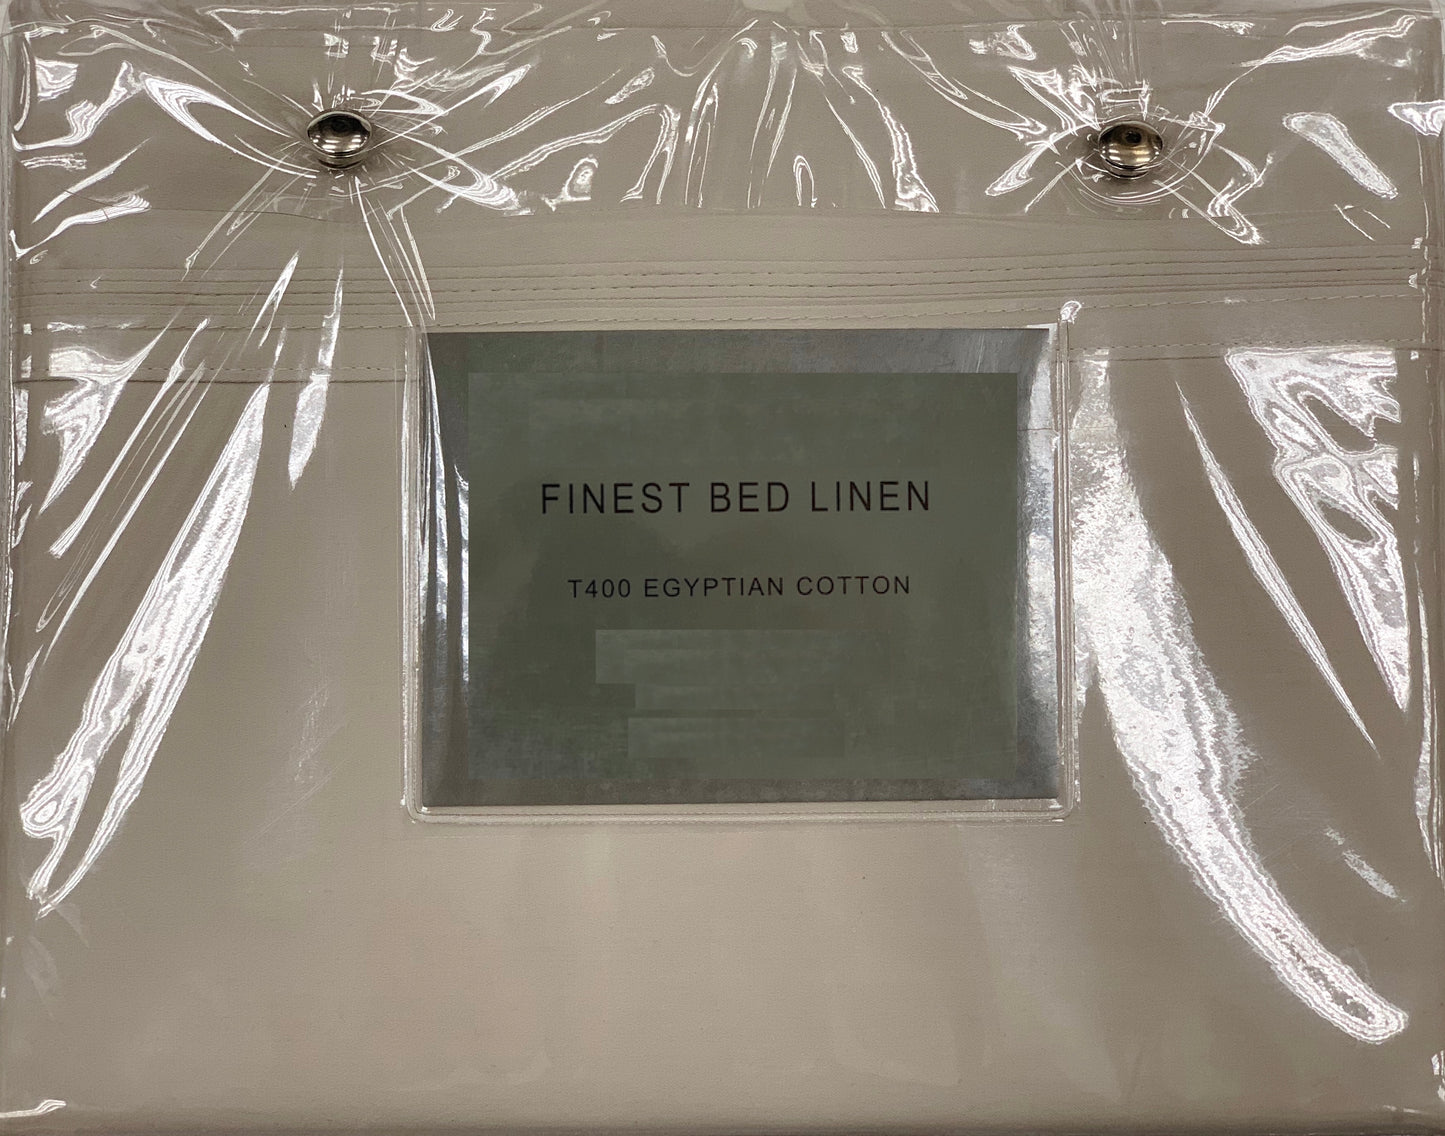 FINEST BED LINEN
T400 EGYPTIAN COTTON